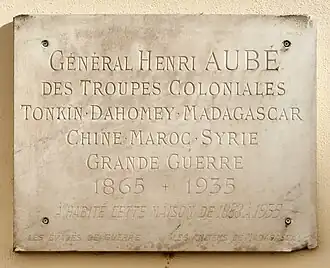 GÉNÉRAL HENRI AUBÉ
DES TROUPES COLONIALES
TONKIN·DAHOMEY·MADAGASCAR
CHINE·MAROC·SYRIE
GRANDE GUERRE
1865 + 1935
A HABITÉ CETTE MAISON DE
LES